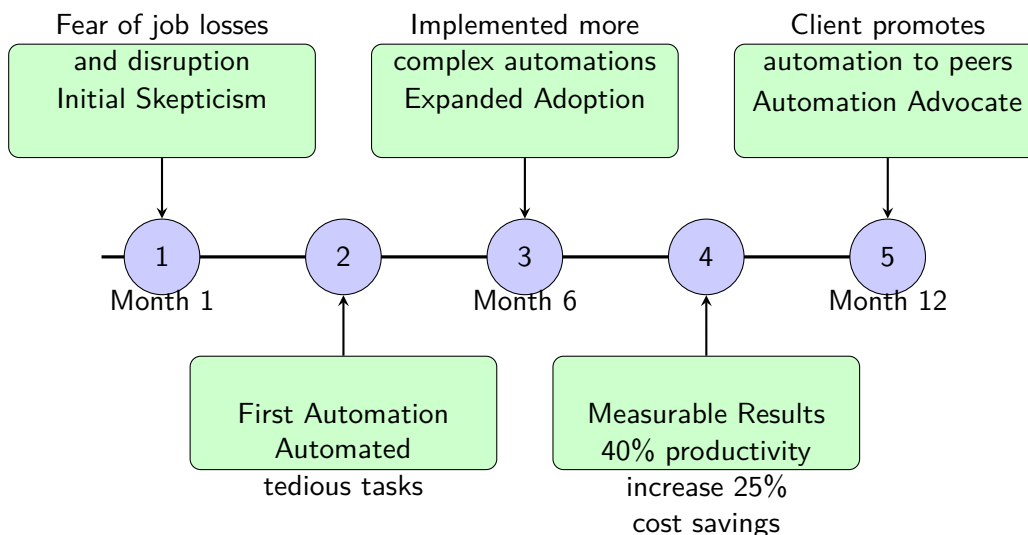 Fear of job losses
and disruption
Initial Skepticism
Implemented more
complex automations
Expanded Adoption
Client promotes
automation to peers
Automation Advocate
1
2
3
4
5
Month 1
Month 6
Month 12
First Automation
Automated
tedious tasks
Measurable Results
40% productivity
increase 25%
cost savings